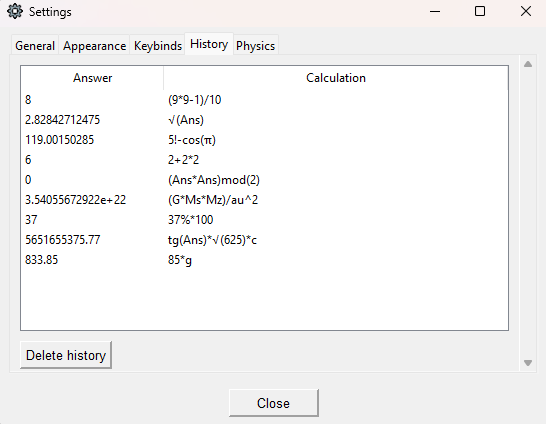 Settings
General Appearance Keybinds History Physics
Answer Calculation
8 (9*9-1)/10
2.82842712475 √(Ans)
119.00150285 5!-cos(π)
6 2+2*2
0 (Ans*Ans)mod(2)
3.54055672922e+22 (G*Ms*Mz)/au^2
37 37%*100
5651655375.77 tg(Ans)*√(625)*c
833.85 85*g
Delete history
Close